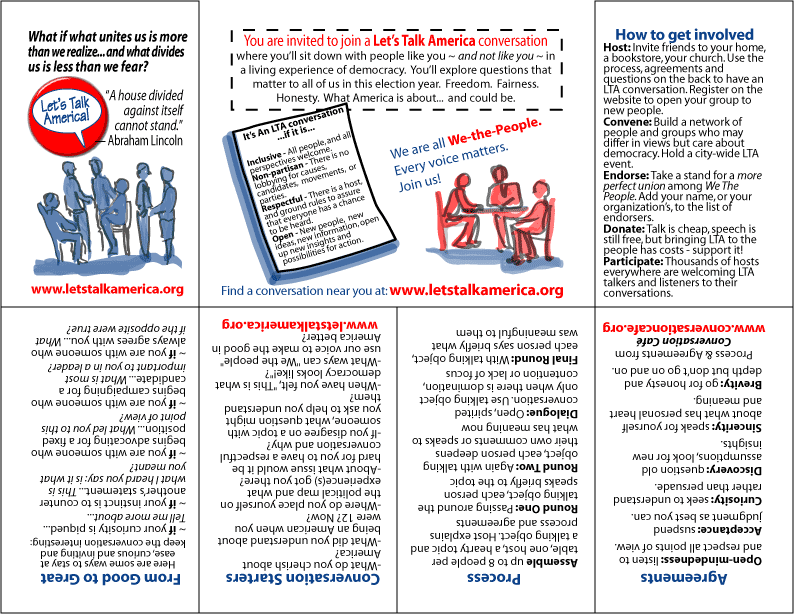 What if what unites us is more
than we realize...and what divides
us is less than we fear?
Let's Talk
America!
"A house divided
against itself
cannot stand."
— Abraham Lincoln
www.letstalkamerica.org
You are invited to join a Let's Talk America conversation
where you'll sit down with people like you ~ and not like you ~ in
a living experience of democracy. You'll explore questions that
matter to all of us in this election year. Freedom. Fairness.
Honesty. What America is about... and could be.
It's An LTA conversation
...if it is...
Inclusive - All people, and all
perspectives welcome.
Non-partisan - There is no
lobbying for causes,
candidates, movements, or
parties.
Respectful - There is a host,
and ground rules to assure
that everyone has a chance
to be heard.
Open - New people, new
ideas, new information, open
up new insights and
possibilities for action.
We are all We-the-People.
Every voice matters.
Join us!
Find a conversation near you at: www.letstalkamerica.org
How to get involved
Host: Invite friends to your home,
a bookstore, your church. Use the
process, agreements and
questions on the back to have an
LTA conversation. Register on the
website to open your group to
new people.
Convene: Build a network of
people and groups who may
differ in views but care about
democracy. Hold a city-wide LTA
event.
Endorse: Take a stand for a more
perfect union among We The
People. Add your name, or your
organization's, to the list of
endorsers.
Donate: Talk is cheap, speech is
still free, but bringing LTA to the
people has costs - support it!
Participate: Thousands of hosts
everywhere are welcoming LTA
talkers and listeners to their
conversations.
Agreements
Open-mindedness: listen to
and respect all points of view.
Acceptance: suspend
judgment as best you can.
Curiosity: seek to understand
rather than persuade.
Discovery: question old
assumptions, look for new
insights.
Sincerity: speak for yourself
about what has personal heart
and meaning.
Brevity: go for honesty and
depth but don't go on and on.
Process & Agreements from
Conversation Café
www.conversationcafe.org
Process
Assemble up to 8 people per
table, one host, a hearty topic and
a talking object. Host explains
process and agreements
Round One: Passing around the
talking object, each person
speaks briefly to the topic
Round Two: Again with talking
object, each person deepens
their own comments or speaks to
what has meaning now
Dialogue: Open, spirited
conversation. Use talking object
only when there is domination,
contention or lack of focus
Final Round: With talking object,
each person says briefly what
was meaningful to them
Conversation Starters
-What do you cherish about
America?
-What did you understand about
being an American when you
were 12? Now?
-Where do you place yourself on
the political map and what
experience(s) got you there?
-About what issue would it be
hard for you to have a respectful
conversation and why?
-If you disagree on a topic with
someone, what question might
you ask to help you understand
them?
-When have you felt, "This is what
democracy looks like!"?
-What ways can "We the people"
use our voice to make the good in
America better?
www.letstalkamerica.org
From Good to Great
Here are some ways to stay at
ease, curious and inviting and
keep the conversation interesting:
~ if your curiosity is piqued...
Tell me more about...
~ if your instinct is to counter
another's statement... This is
what I heard you say; is it what
you meant?
~ if you are with someone who
begins advocating for a fixed
position... What led you to this
point of view?
~ if you are with someone who
begins campaigning for a
candidate... What is most
important to you in a leader?
~ if you are with someone who
always agrees with you... What
if the opposite were true?